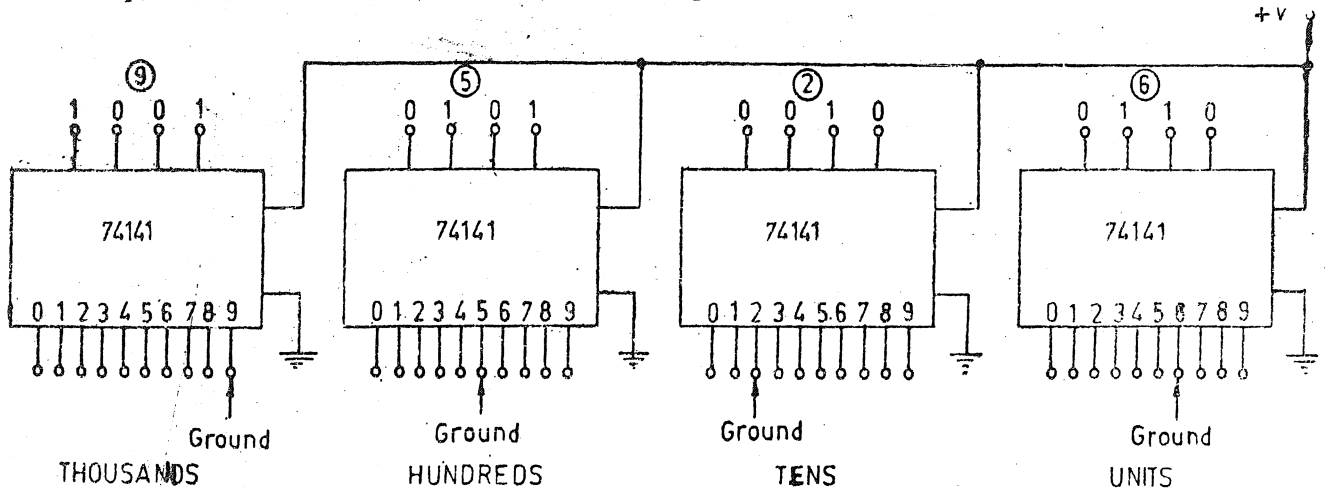 +V
9 5 2 6
1 0 0 1 0 1 0 1 0 0 1 0 0 1 1 0
74141 74141 74141 74141
0 1 2 3 4 5 6 7 8 9 0 1 2 3 4 5 6 7 8 9 0 1 2 3 4 5 6 7 8 9 0 1 2 3 4 5 6 7 8 9
Ground Ground Ground Ground
THOUSANDS HUNDREDS TENS UNITS